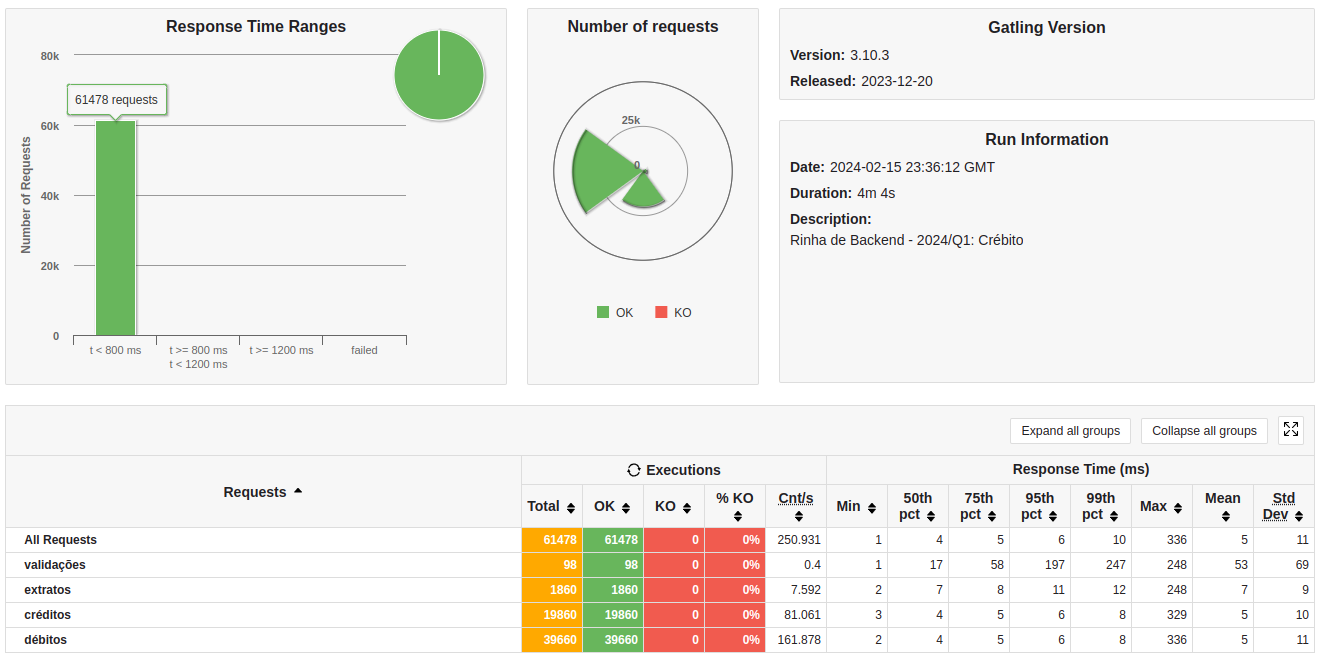 Response Time Ranges
80k
61478 requests
60k
40k
20k
0
Number of Requests
t < 800 ms
t >= 800 ms
t < 1200 ms
t >= 1200 ms
failed
Number of requests
25k
0
OK
KO
Gatling Version
Version: 3.10.3
Released: 2023-12-20
Run Information
Date: 2024-02-15 23:36:12 GMT
Duration: 4m 4s
Description:
Rinha de Backend - 2024/Q1: Crébito
Expand all groups Collapse all groups
Requests Executions Response Time (ms)
Total OK KO % KO Cnt/s Min 50th pct 75th pct 95th pct 99th pct Max Mean Std Dev
All Requests 61478 61478 0 0% 250.931 1 4 5 6 10 336 5 11
validações 98 98 0 0% 0.4 1 17 58 197 247 248 53 69
extratos 1860 1860 0 0% 7.592 2 7 8 11 12 248 7 9
créditos 19860 19860 0 0% 81.061 3 4 5 6 8 329 5 10
débitos 39660 39660 0 0% 161.878 2 4 5 6 8 336 5 11